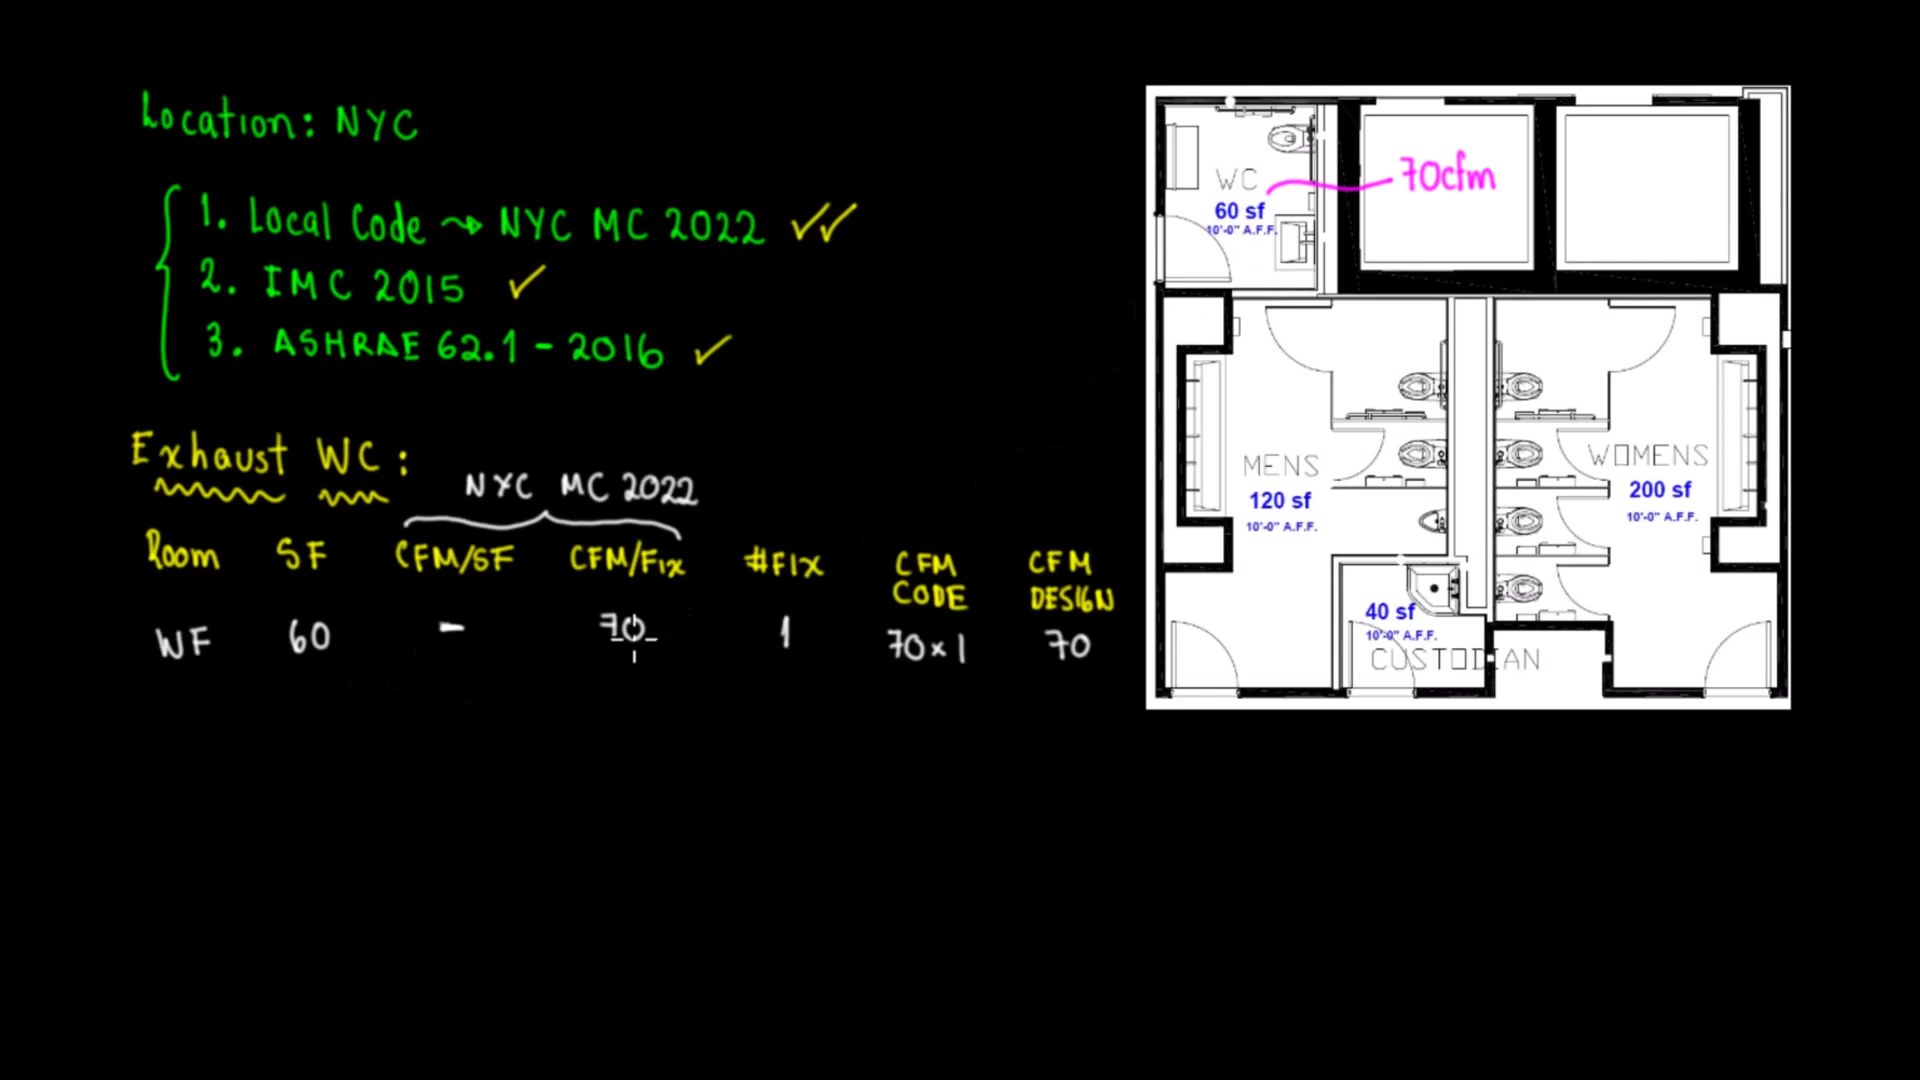 Location: NYC
1. Local Code → NYC MC 2022 ✓✓
2. IMC 2015 ✓
3. ASHRAE 62.1 - 2016 ✓
Exhaust WC:
NYC MC 2022
Room SF CFM/SF CFM/Fix #FIX CFM CODE CFM DESIGN
WF 60 - 70 1 70 x 1 70
WC
70cfm
60 sf
10'-0" A.F.F.
MENS
120 sf
10'-0" A.F.F.
WOMENS
200 sf
10'-0" A.F.F.
40 sf
10'-0" A.F.F.
CUSTODIAN